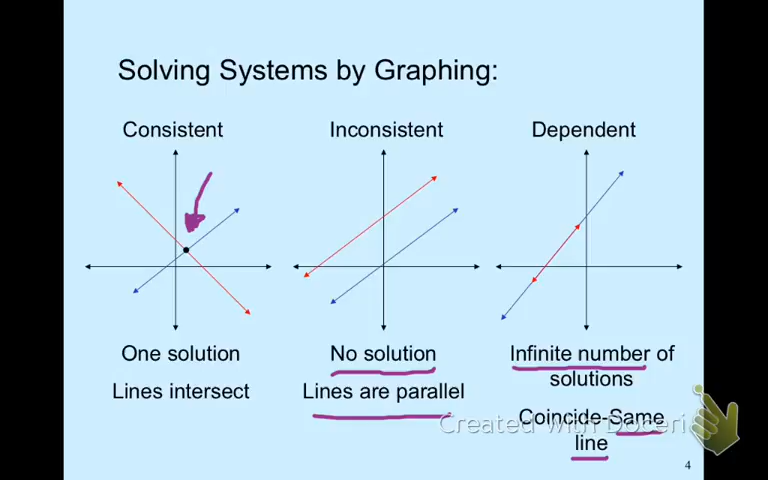 Solving Systems by Graphing:
Consistent
Inconsistent
Dependent
One solution
Lines intersect
No solution
Lines are parallel
Infinite number of
solutions
Coincide-Same
line
Created with Doceri
4